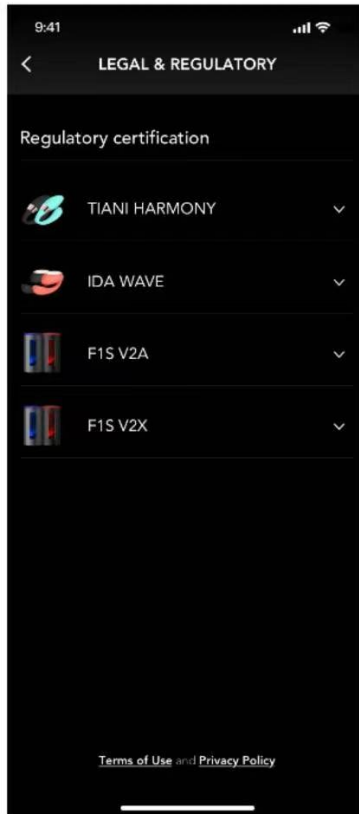 9:41
LEGAL & REGULATORY
Regulatory certification
TIANI HARMONY
IDA WAVE
F1S V2A
F1S V2X
Terms of Use and Privacy Policy